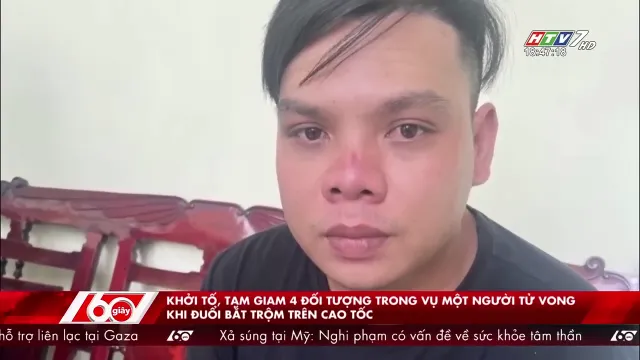 HTV7 HD
18:47:18
60 giây
KHỞI TỐ, TẠM GIAM 4 ĐỐI TƯỢNG TRONG VỤ MỘT NGƯỜI TỬ VONG
KHI ĐUỔI BẮT TRỘM TRÊN CAO TỐC
hỗ trợ liên lạc tại Gaza Xả súng tại Mỹ: Nghi phạm có vấn đề về sức khỏe tâm thần